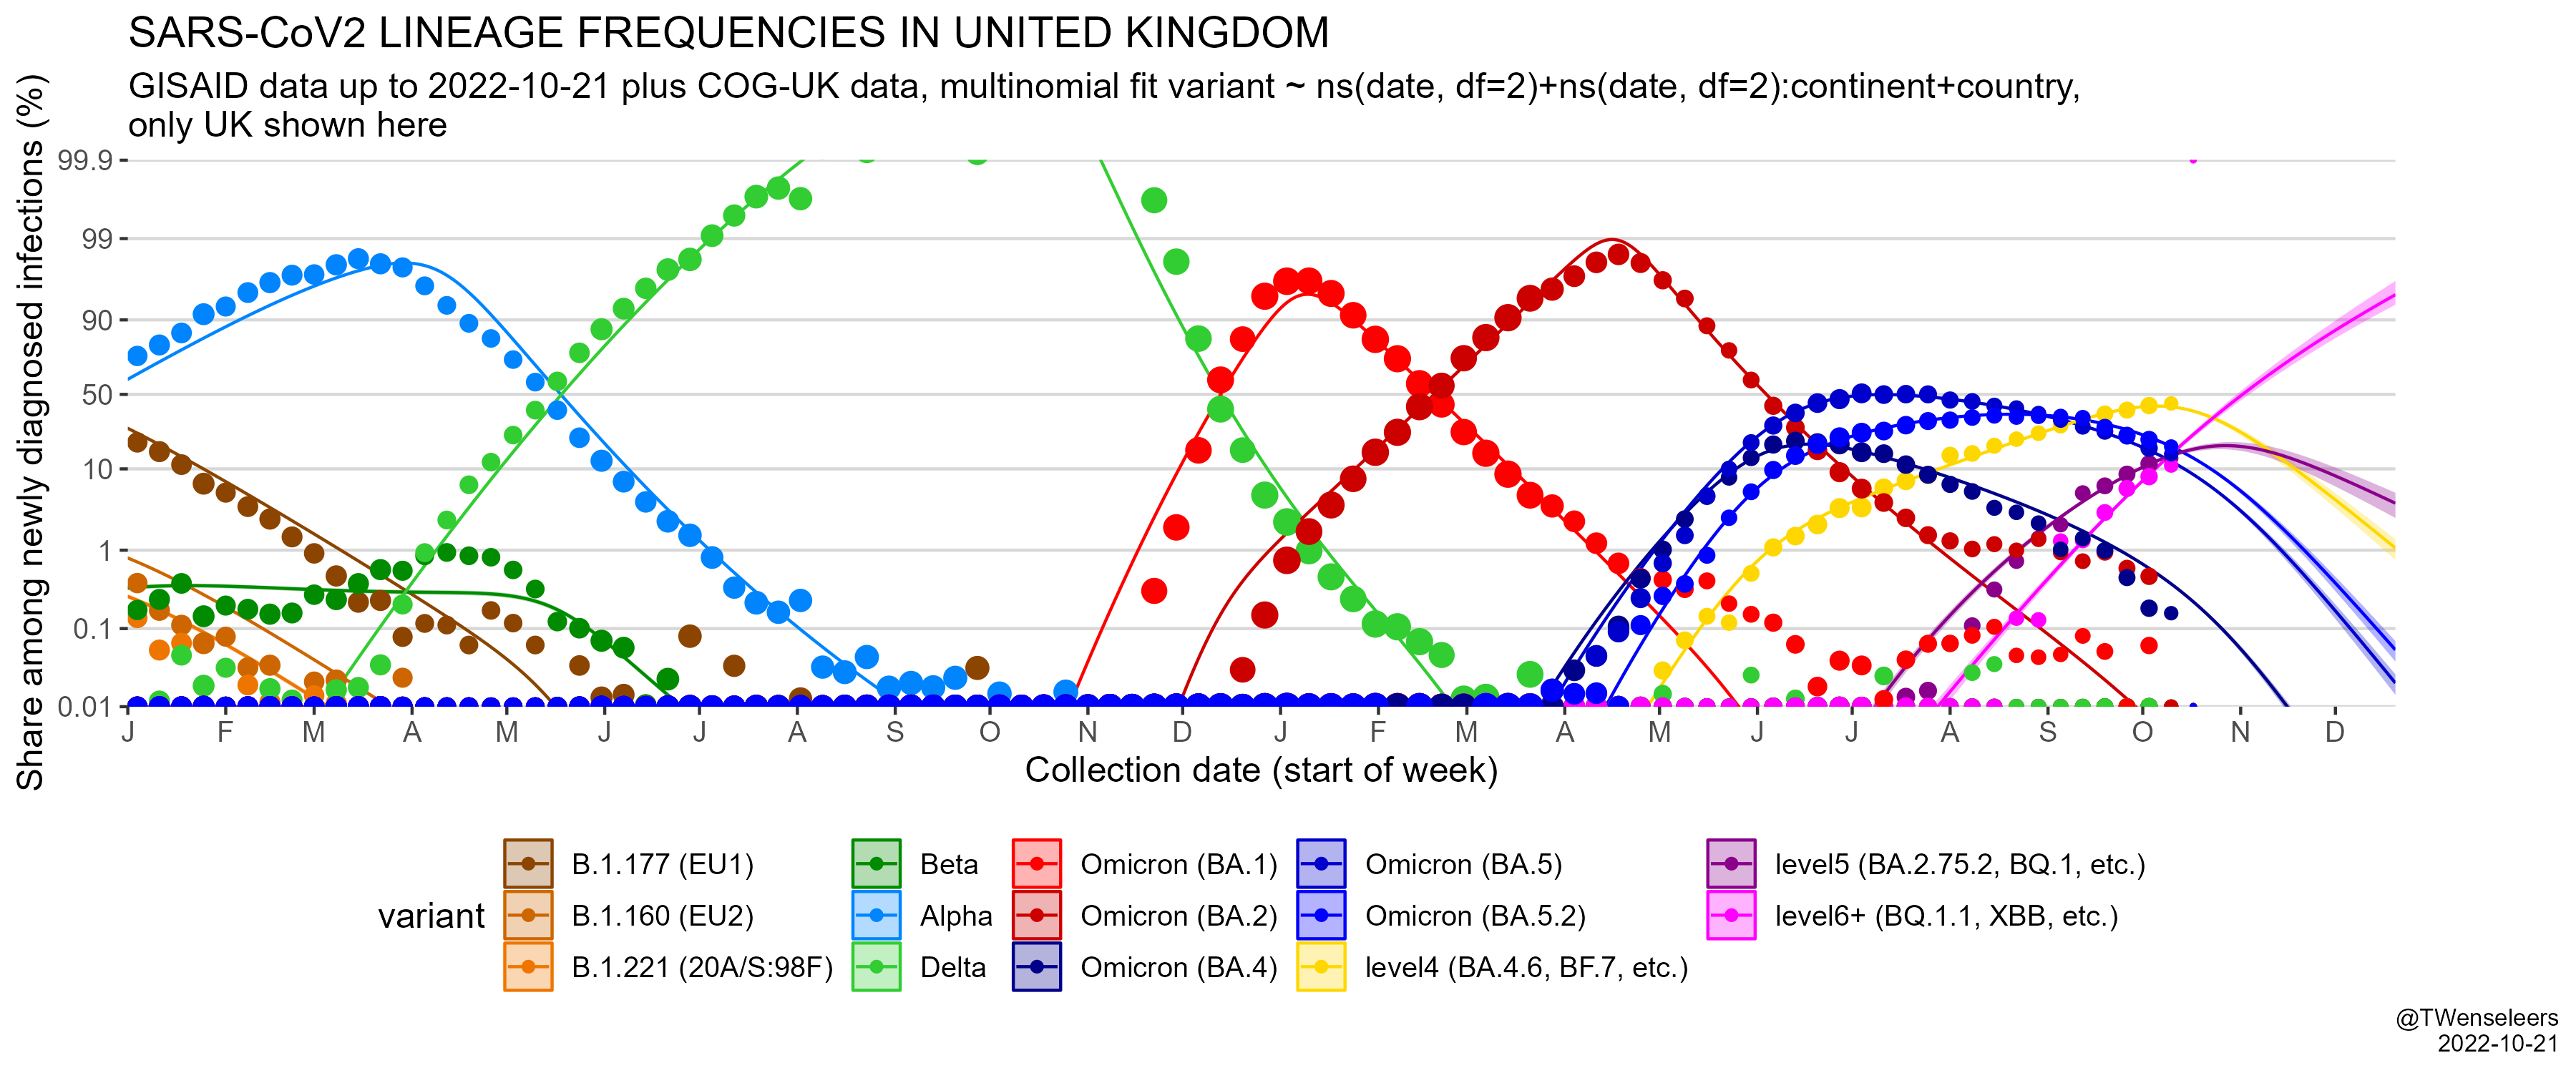 SARS-CoV2 LINEAGE FREQUENCIES IN UNITED KINGDOM
GISAID data up to 2022-10-21 plus COG-UK data, multinomial fit variant ~ ns(date, df=2)+ns(date, df=2):continent+country,
only UK shown here
Share among newly diagnosed infections (%)
99.9
99
90
50
10
1
0.1
0.01
J F M A M J J A S O N D J F M A M J J A S O N D
Collection date (start of week)
variant
B.1.177 (EU1)
B.1.160 (EU2)
B.1.221 (20A/S:98F)
Beta
Alpha
Delta
Omicron (BA.1)
Omicron (BA.2)
Omicron (BA.4)
Omicron (BA.5)
Omicron (BA.5.2)
level4 (BA.4.6, BF.7, etc.)
level5 (BA.2.75.2, BQ.1, etc.)
level6+ (BQ.1.1, XBB, etc.)
@TWenseleers
2022-10-21